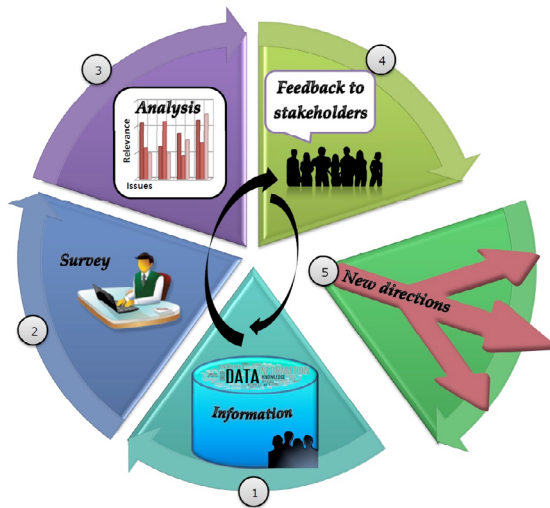 3
Analysis
Relevance
Issues
4
Feedback to
stakeholders
Survey
2
5
New directions
DATA
KNOWLEDGE
Information
1